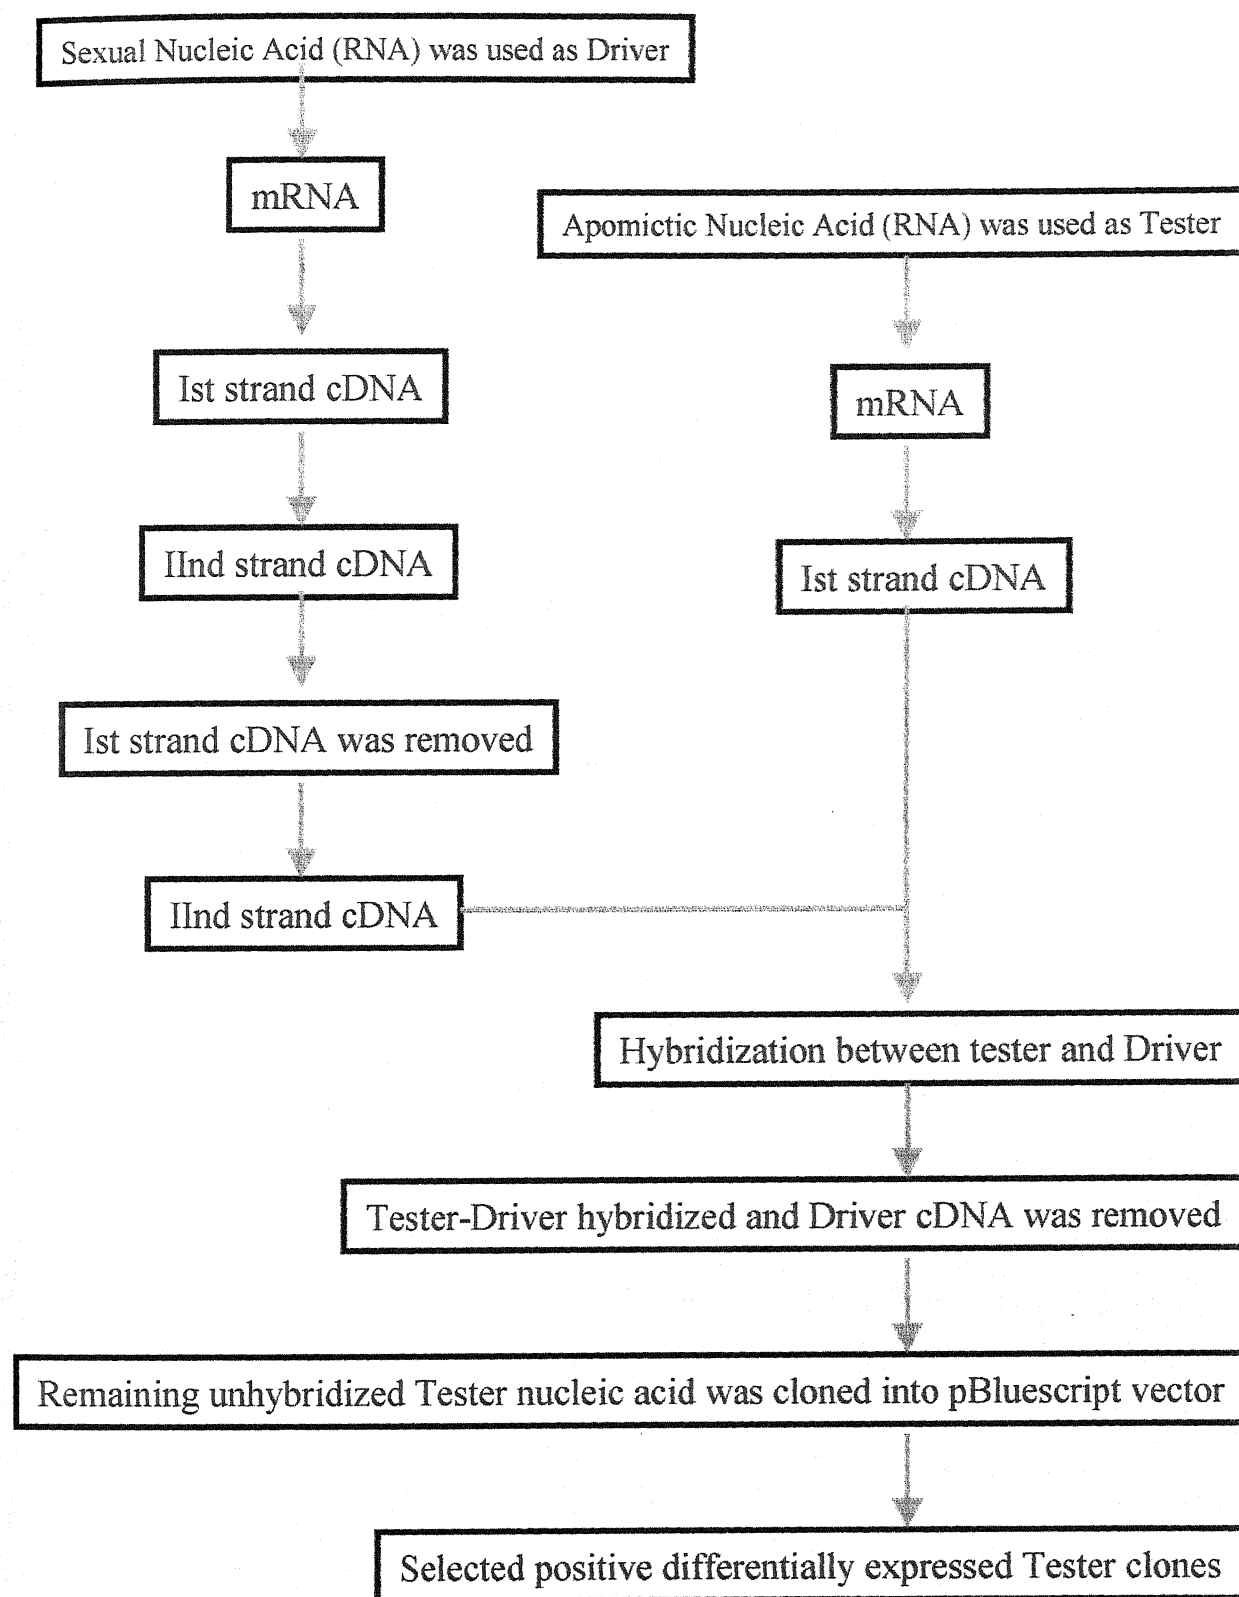 Sexual Nucleic Acid (RNA) was used as Driver
mRNA
Apomictic Nucleic Acid (RNA) was used as Tester
Ist strand cDNA
mRNA
IInd strand cDNA
Ist strand cDNA
Ist strand cDNA was removed
IInd strand cDNA
Hybridization between tester and Driver
Tester-Driver hybridized and Driver cDNA was removed
Remaining unhybridized Tester nucleic acid was cloned into pBluescript vector
Selected positive differentially expressed Tester clones